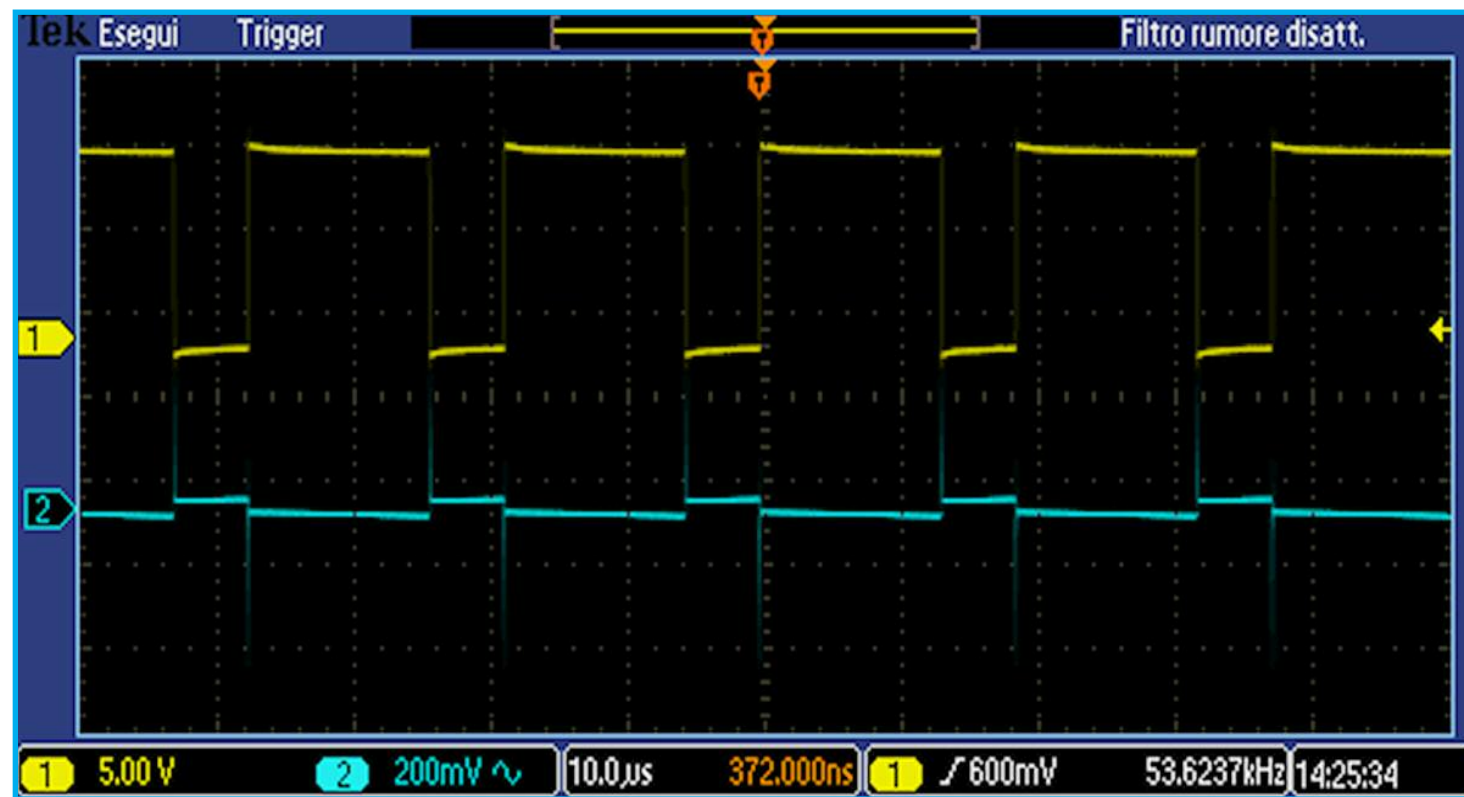 Tek Esegui Trigger Filtro rumore disatt.
T
T
1
2
1 5.00 V 2 200mV 10.0µs 372.000ns 1 600mV 53.6237kHz 14:25:34